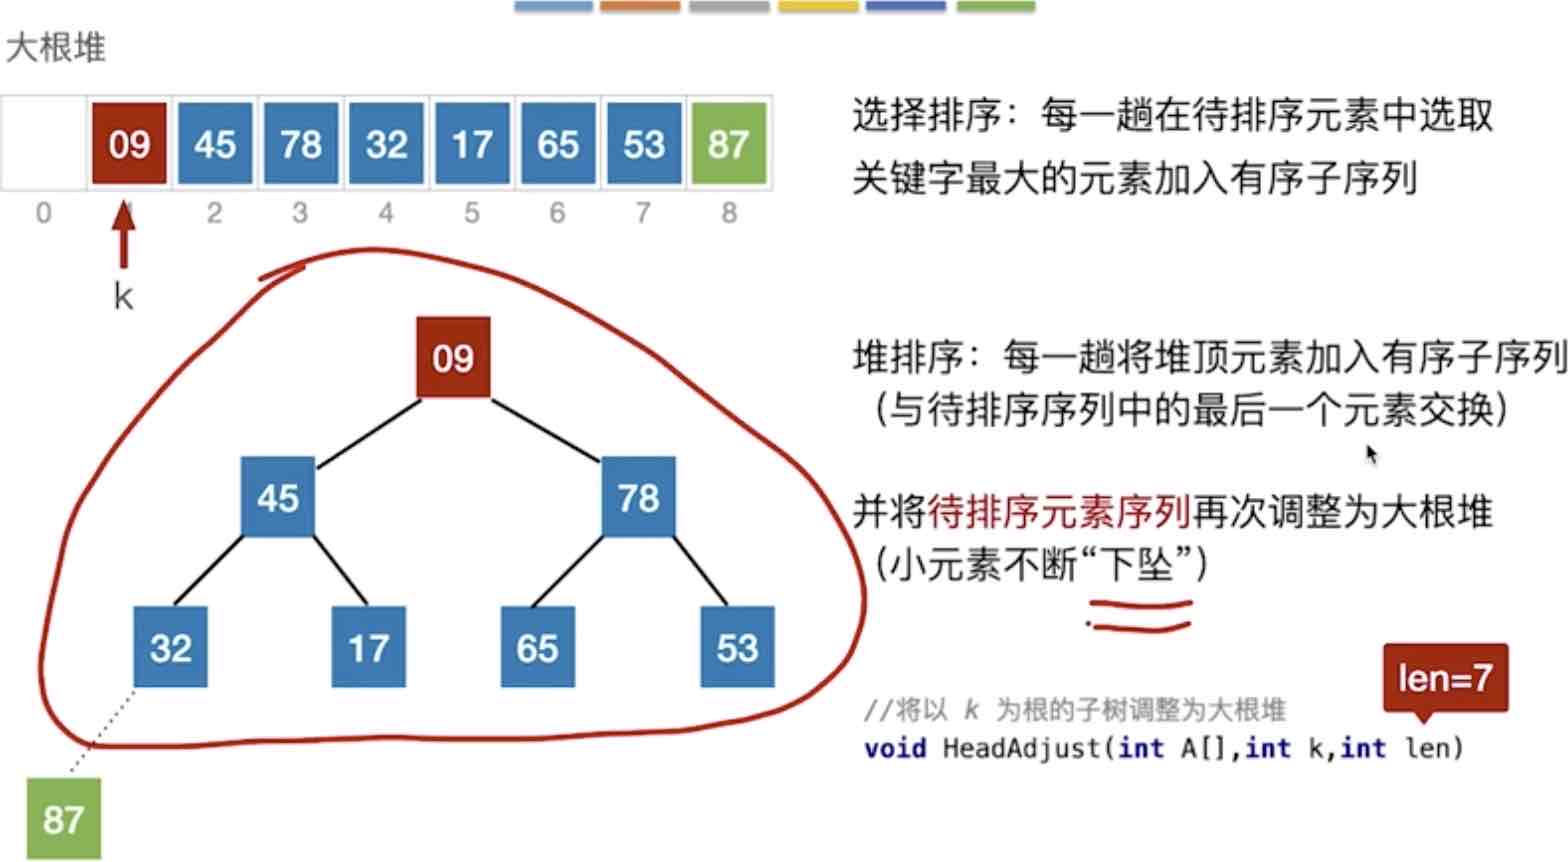 大根堆
09 45 78 32 17 65 53 87
0 1 2 3 4 5 6 7 8
k
09
45 78
32 17 65 53
87
选择排序：每一趟在待排序元素中选取
关键字最大的元素加入有序子序列
堆排序：每一趟将堆顶元素加入有序子序列
（与待排序序列中的最后一个元素交换）
并将待排序元素序列再次调整为大根堆
（小元素不断“下坠”）
len=7
//将以 k 为根的子树调整为大根堆
void HeadAdjust(int A[],int k,int len)